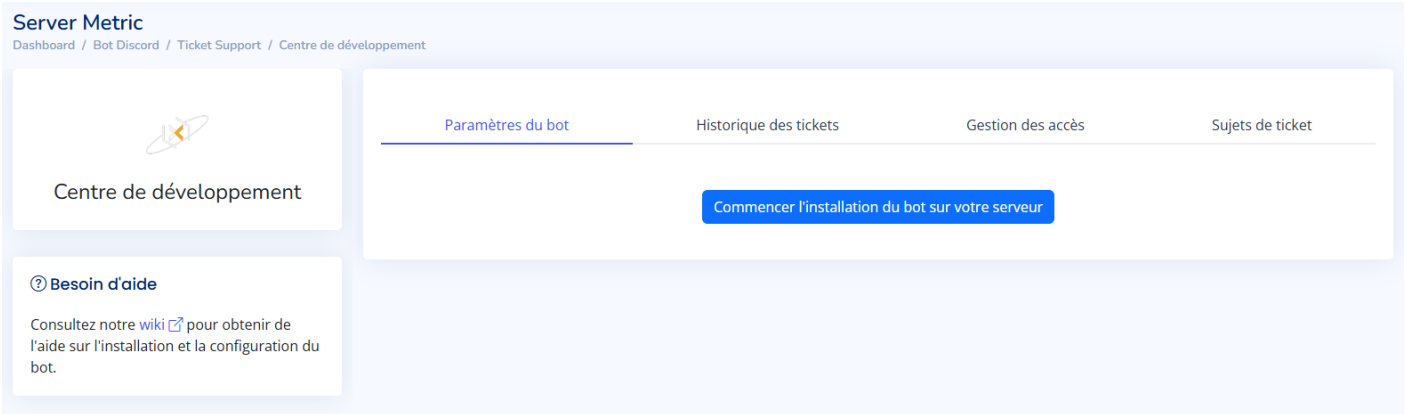 Server Metric
Dashboard / Bot Discord / Ticket Support / Centre de développement
Centre de développement
Besoin d'aide
Consultez notre wiki pour obtenir de
l'aide sur l'installation et la configuration du
bot.
Paramètres du bot Historique des tickets Gestion des accès Sujets de ticket
Commencer l'installation du bot sur votre serveur